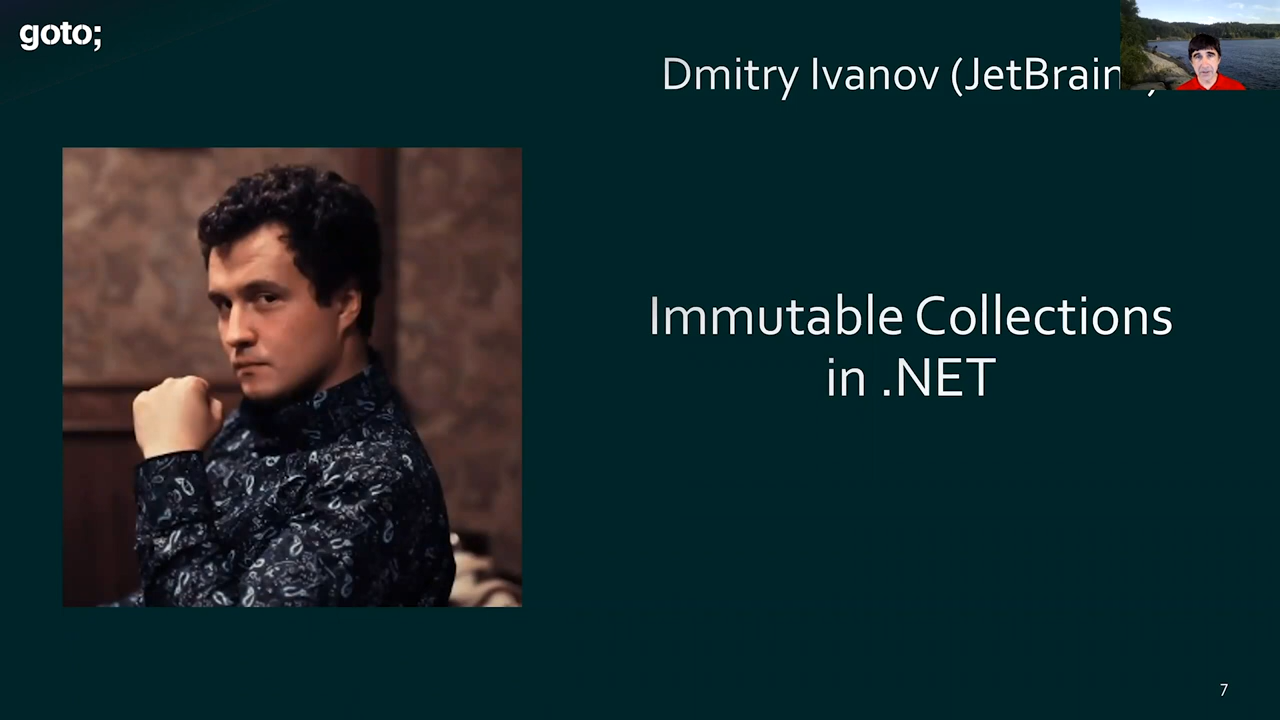 goto;
Dmitry Ivanov (JetBrain
Immutable Collections
in .NET
7